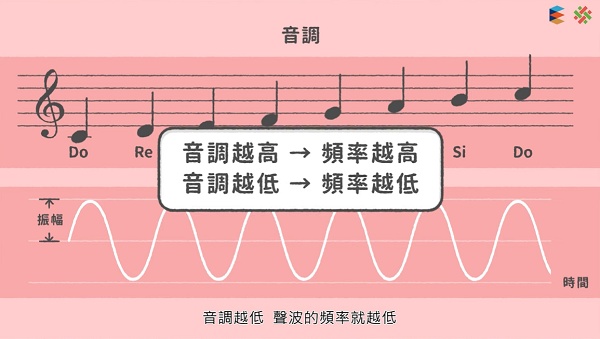 音調
Do Re Si Do
音調越高 → 頻率越高
音調越低 → 頻率越低
振幅
時間
音調越低 聲波的頻率就越低